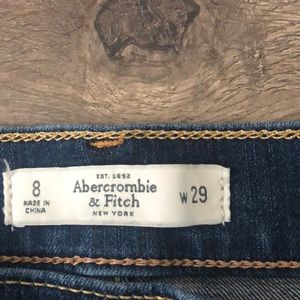 EST. 1892
8
Abercrombie
W 29
MADE IN
& Fitch
CHINA
NEW YORK